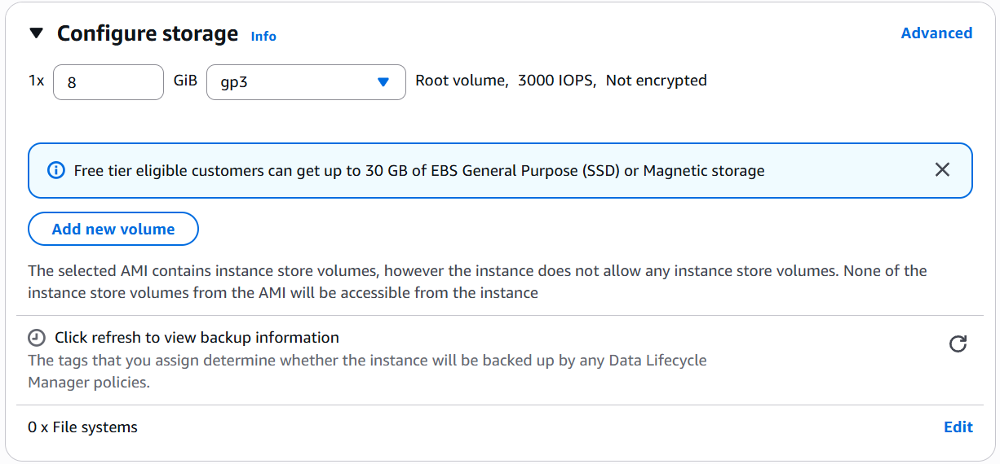 Configure storage Info Advanced
1x 8 GiB gp3 Root volume, 3000 IOPS, Not encrypted
Free tier eligible customers can get up to 30 GB of EBS General Purpose (SSD) or Magnetic storage
Add new volume
The selected AMI contains instance store volumes, however the instance does not allow any instance store volumes. None of the
instance store volumes from the AMI will be accessible from the instance
Click refresh to view backup information
The tags that you assign determine whether the instance will be backed up by any Data Lifecycle
Manager policies.
0 x File systems Edit